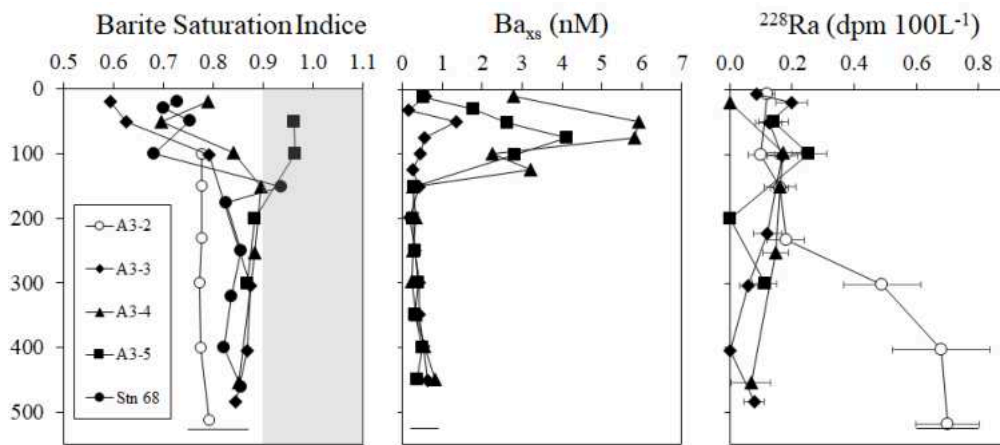 Barite Saturation Indice
0.5 0.6 0.7 0.8 0.9 1.0 1.1
0
100
200
300
400
500
A3-2
A3-3
A3-4
A3-5
Stn 68
Ba_xs (nM)
0 1 2 3 4 5 6 7
²²⁸Ra (dpm 100L⁻¹)
0.0 0.2 0.4 0.6 0.8